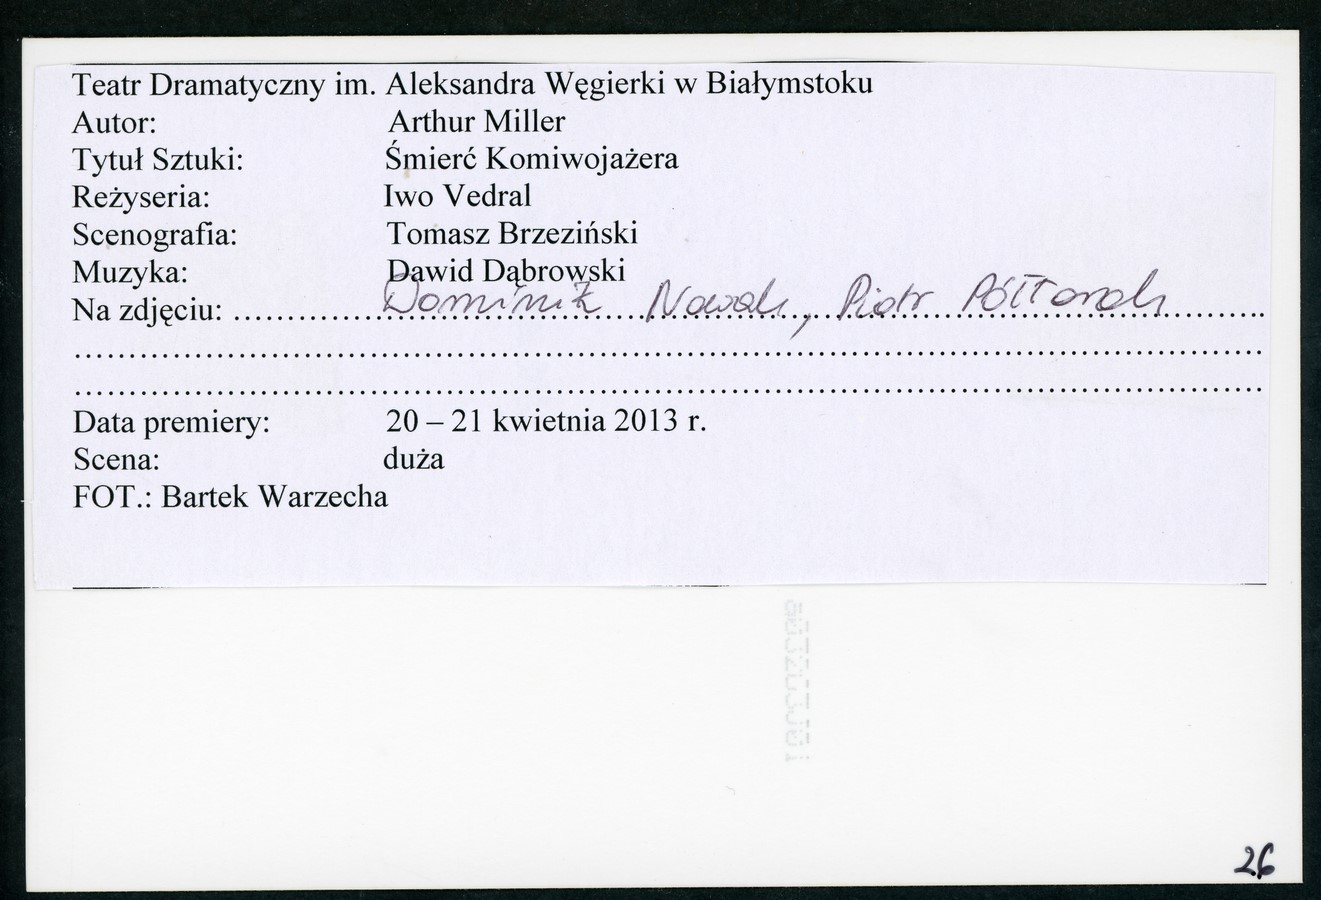 Teatr Dramatyczny im. Aleksandra Węgierki w Białymstoku
Autor: Arthur Miller
Tytuł Sztuki: Śmierć Komiwojażera
Reżyseria: Iwo Vedral
Scenografia: Tomasz Brzeziński
Muzyka: Dawid Dąbrowski
Na zdjęciu: Dominik Nowak, Piotr Półtorak
Data premiery: 20 – 21 kwietnia 2013 r.
Scena: duża
FOT.: Bartek Warzecha
26